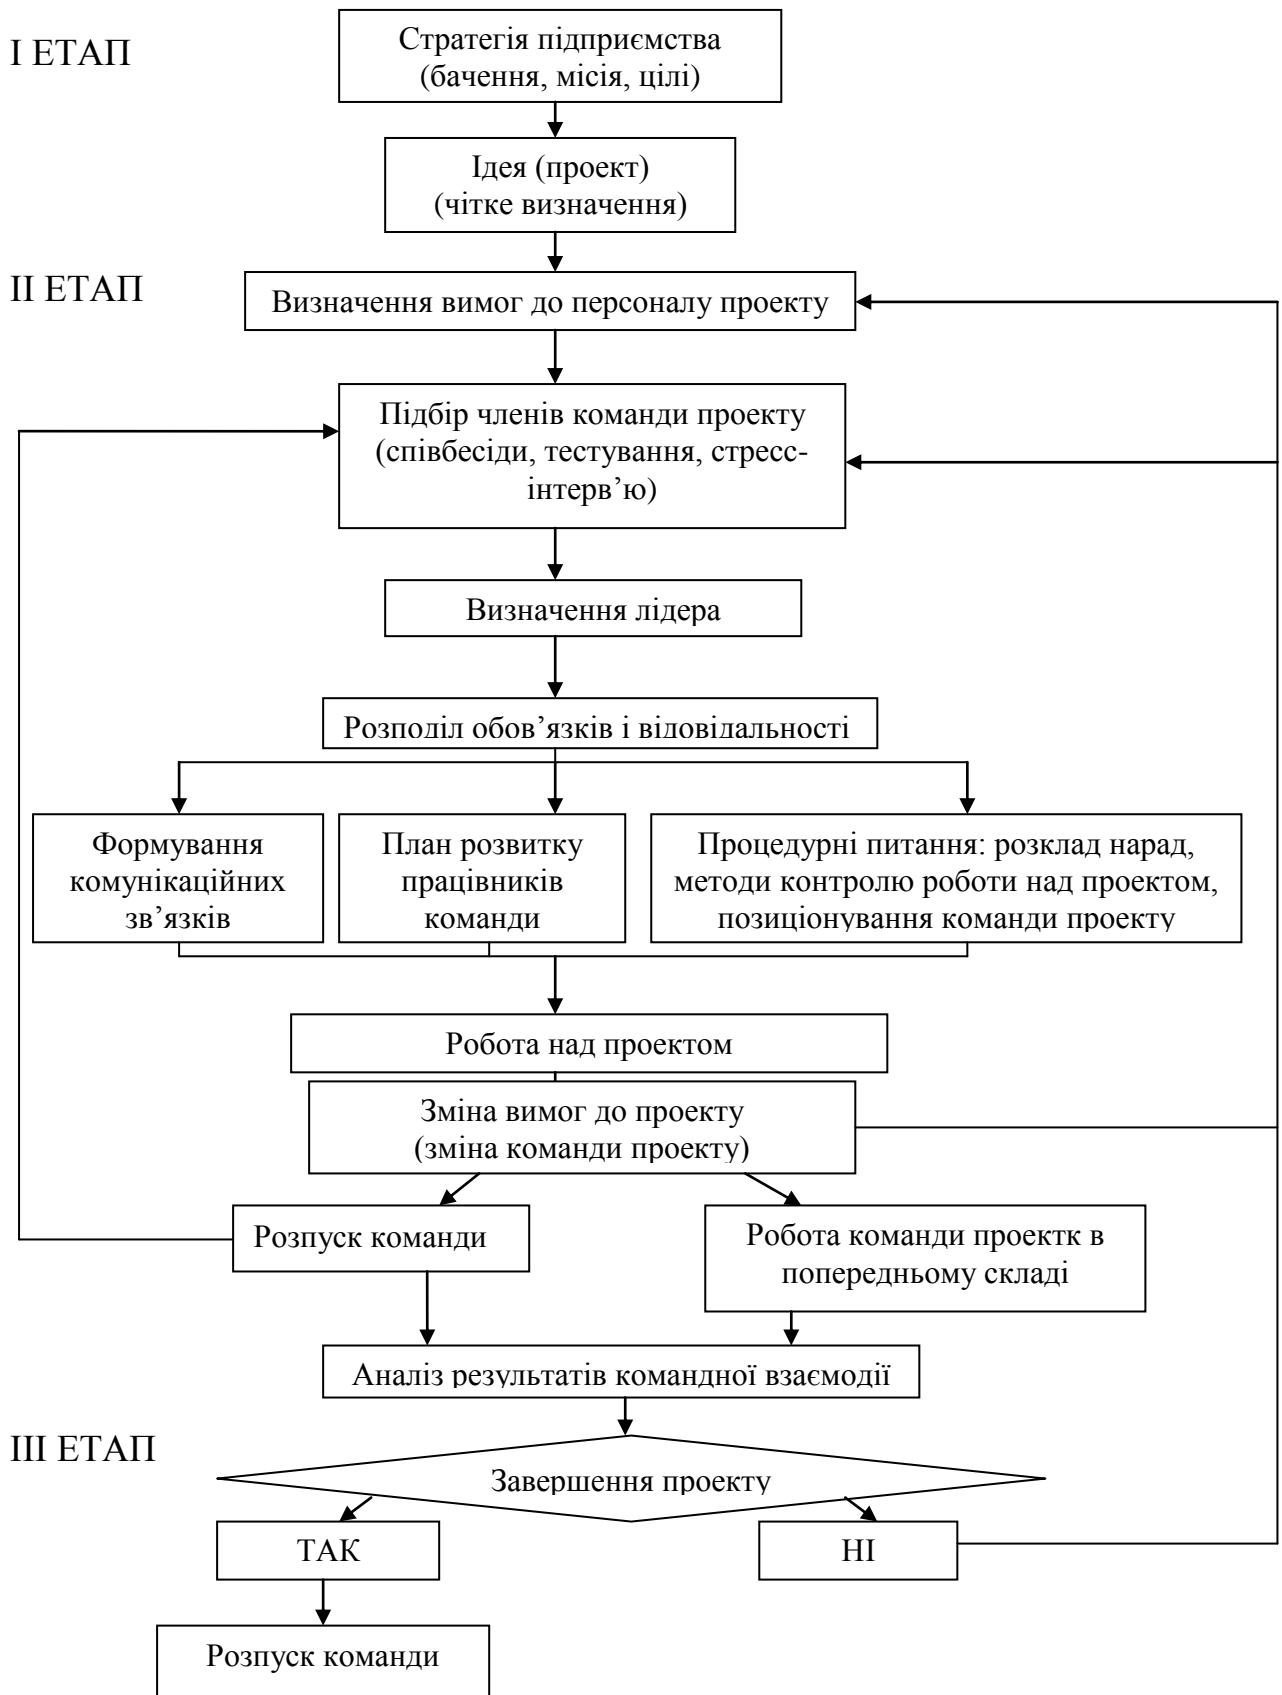 І ЕТАП
Стратегія підприємства
(бачення, місія, цілі)
Ідея (проект)
(чітке визначення)
ІІ ЕТАП
Визначення вимог до персоналу проекту
Підбір членів команди проекту
(співбесіди, тестування, стресс-
інтерв’ю)
Визначення лідера
Розподіл обов’язків і відовідальності
Формування
комунікаційних
зв’язків
План розвитку
працівників
команди
Процедурні питання: розклад нарад,
методи контролю роботи над проектом,
позиціонування команди проекту
Робота над проектом
Зміна вимог до проекту
(зміна команди проекту)
Розпуск команди
Робота команди проектк в
попередньому складі
Аналіз результатів командної взаємодії
ІІІ ЕТАП
Завершення проекту
ТАК
НІ
Розпуск команди